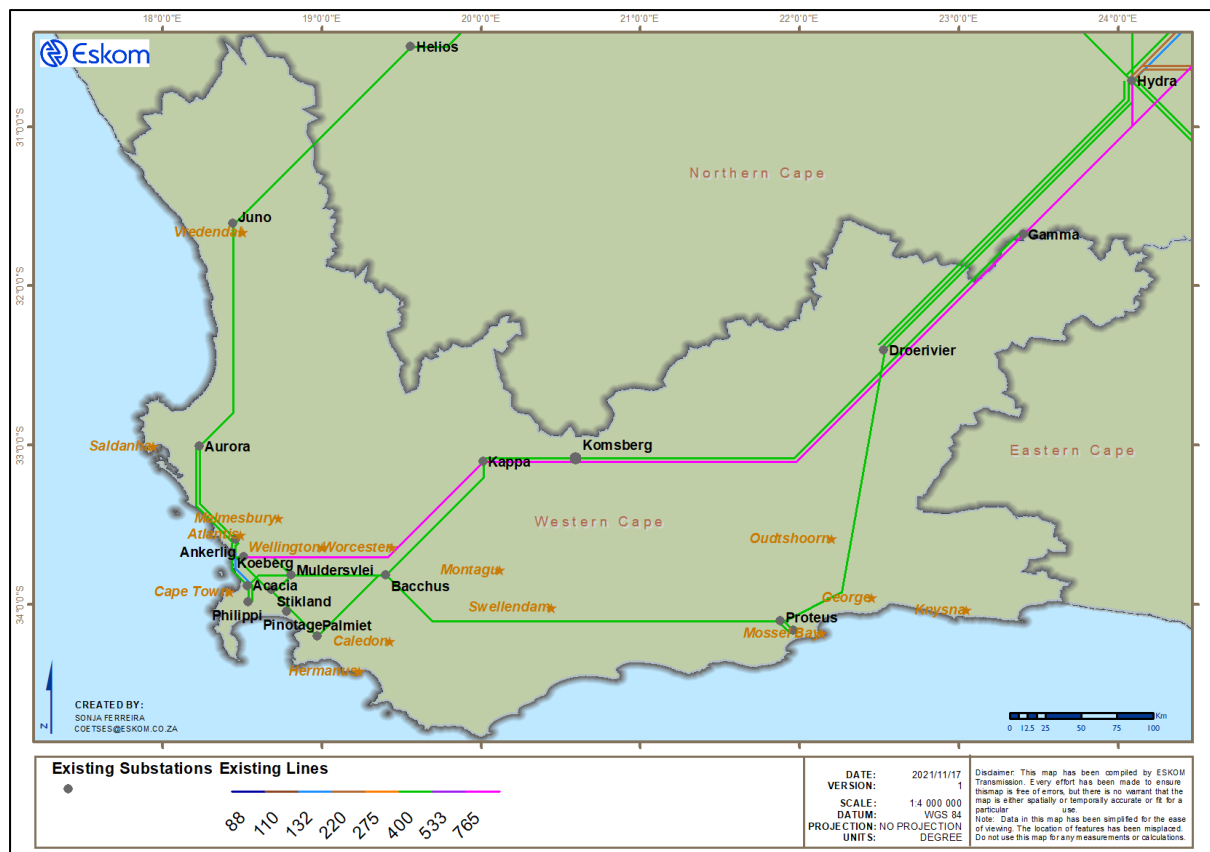 18°0'0"E 19°0'0"E 20°0'0"E 21°0'0"E 22°0'0"E 23°0'0"E 24°0'0"E
Eskom
Helios
Hydra
31°0'0"S
Northern Cape
Juno
Vredendal
Gamma
32°0'0"S
Droerivier
33°0'0"S
Saldanha
Aurora
Komsberg
Kappa
Eastern Cape
Malmesbury
Western Cape
Atlantis
Ankerlig
Wellington
Worcester
Oudtshoorn
Koeberg
Muldersvlei
Montagu
Acacia
Bacchus
Cape Town
Stikland
Swellendam
George
Knysna
34°0'0"S
Philippi
Pinotage
Palmiet
Proteus
Mossel Bay
Caledon
Hermanus
N
CREATED BY:
SONJA FERREIRA
COETSES@ESKOM.CO.ZA
Km
0 12.5 25 50 75 100
Existing Substations Existing Lines
88 110 132 220 275 400 533 765
DATE: 2021/11/17
VERSION: 1
SCALE: 1:4 000 000
DATUM: WGS 84
PROJECTION: NO PROJECTION
UNITS: DEGREE
Disclaimer: This map has been compiled by ESKOM
Transmission. Every effort has been made to ensure
thismap is free of errors, but there is no warrant that the
map is either spatially or temporally accurate or fit for a
particular use.
Note: Data in this map has been simplified for the ease
of viewing. The location of features has been misplaced.
Do not use this map for any measurements or calculations.